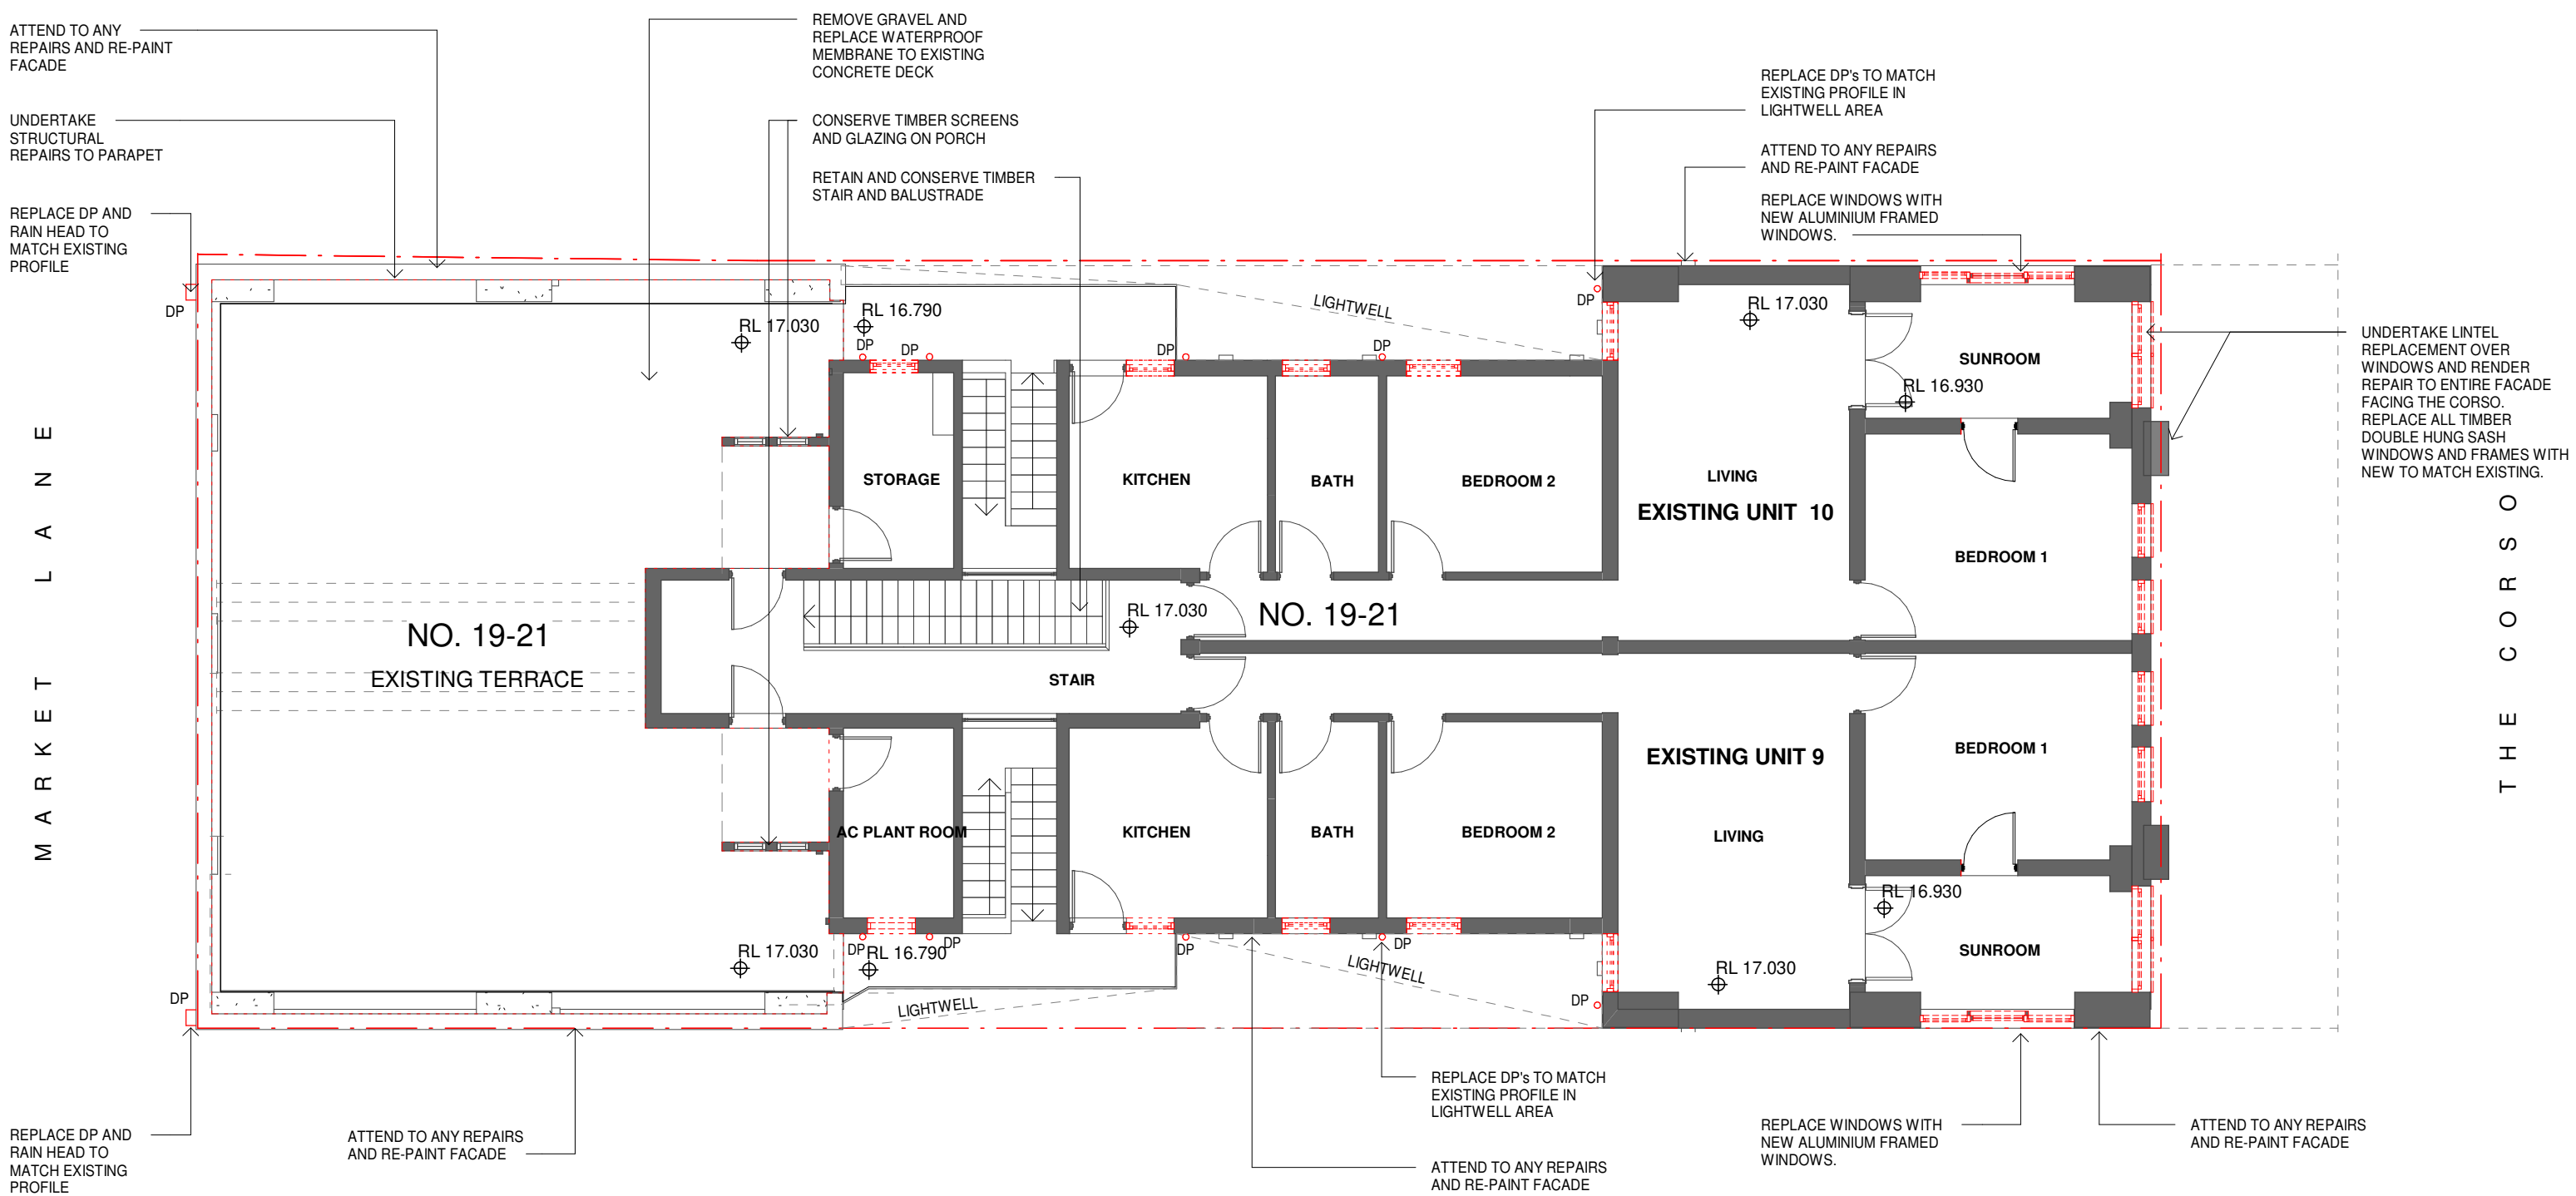 ATTEND TO ANY
REPAIRS AND RE-PAINT
FACADE
UNDERTAKE
STRUCTURAL
REPAIRS TO PARAPET
REPLACE DP AND
RAIN HEAD TO
MATCH EXISTING
PROFILE
REMOVE GRAVEL AND
REPLACE WATERPROOF
MEMBRANE TO EXISTING
CONCRETE DECK
CONSERVE TIMBER SCREENS
AND GLAZING ON PORCH
RETAIN AND CONSERVE TIMBER
STAIR AND BALUSTRADE
REPLACE DP's TO MATCH
EXISTING PROFILE IN
LIGHTWELL AREA
ATTEND TO ANY REPAIRS
AND RE-PAINT FACADE
REPLACE WINDOWS WITH
NEW ALUMINIUM FRAMED
WINDOWS.
UNDERTAKE LINTEL
REPLACEMENT OVER
WINDOWS AND RENDER
REPAIR TO ENTIRE FACADE
FACING THE CORSO.
REPLACE ALL TIMBER
DOUBLE HUNG SASH
WINDOWS AND FRAMES WITH
NEW TO MATCH EXISTING.
MARKET LANE
THE CORSO
DP
RL 17.030
RL 16.790
DP
DP
DP
DP
LIGHTWELL
DP
RL 17.030
SUNROOM
RL 16.930
STORAGE
KITCHEN
BATH
BEDROOM 2
LIVING
EXISTING UNIT 10
BEDROOM 1
RL 17.030
NO. 19-21
NO. 19-21
EXISTING TERRACE
STAIR
EXISTING UNIT 9
BEDROOM 1
AC PLANT ROOM
KITCHEN
BATH
BEDROOM 2
LIVING
RL 16.930
SUNROOM
RL 17.030
DP
RL 16.790
DP
DP
DP
LIGHTWELL
RL 17.030
DP
DP
LIGHTWELL
REPLACE DP AND
RAIN HEAD TO
MATCH EXISTING
PROFILE
ATTEND TO ANY REPAIRS
AND RE-PAINT FACADE
REPLACE DP's TO MATCH
EXISTING PROFILE IN
LIGHTWELL AREA
ATTEND TO ANY REPAIRS
AND RE-PAINT FACADE
REPLACE WINDOWS WITH
NEW ALUMINIUM FRAMED
WINDOWS.
ATTEND TO ANY REPAIRS
AND RE-PAINT FACADE